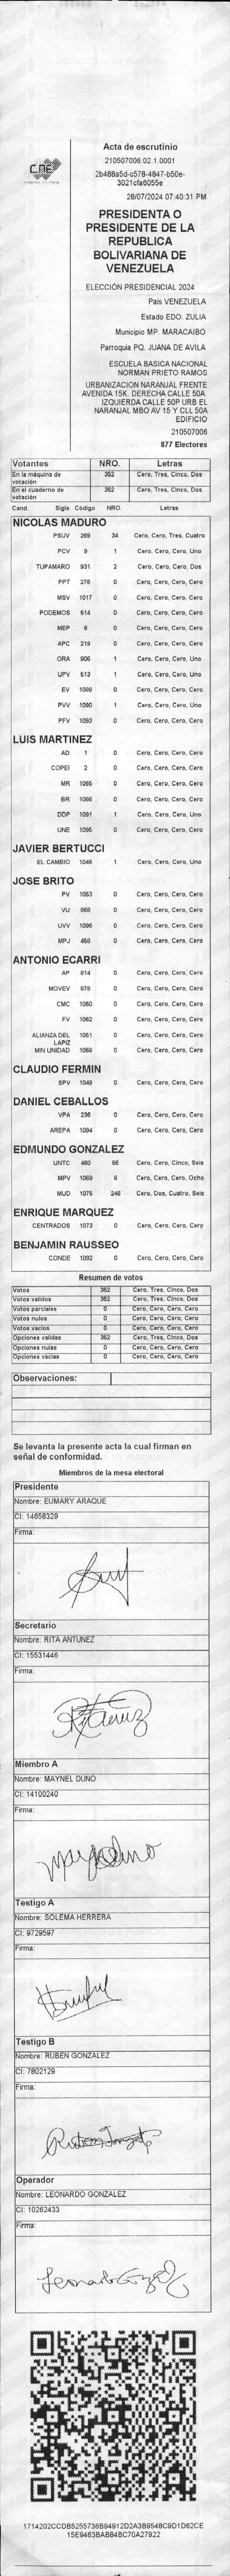 CNE
Acta de escrutinio
210507006.02.1.0001
2b488a5d-c578-4847-b50e-
3021cfa6055e
28/07/2024 07:40:31 PM
PRESIDENTA O
PRESIDENTE DE LA
REPUBLICA
BOLIVARIANA DE
VENEZUELA
ELECCIÓN PRESIDENCIAL 2024
Pais VENEZUELA
Estado EDO. ZULIA
Municipio MP. MARACAIBO
Parroquia PQ. JUANA DE AVILA
ESCUELA BASICA NACIONAL
NORMAN PRIETO RAMOS
URBANIZACION NARANJAL FRENTE
AVENIDA 15K. DERECHA CALLE 50A.
IZQUIERDA CALLE 50P URB EL
NARANJAL MBO AV 15 Y CLL 50A
EDIFICIO
210507006
877 Electores
Votantes NRO. Letras
En la máquina de votación 362 Cero, Tres, Cinco, Dos
En el cuaderno de votación 352 Cero, Tres, Cinco, Dos
Cand. Sigla Codigo NRO. Letras
NICOLAS MADURO
PSUV 269 34 Cero, Cero, Tres, Cuatro
PCV 9 1 Cero, Cero, Cero, Uno
TUPAMARO 931 2 Cero, Cero, Cero, Dos
PPT 276 0 Cero, Cero, Cero, Cero
MSV 1017 0 Cero, Cero, Cero, Cero
PODEMOS 514 0 Cero, Cero, Cero, Cero
MEP 6 0 Cero, Cero, Cero, Cero
APC 219 0 Cero, Cero, Cero, Cero
ORA 906 1 Cero, Cero, Cero, Uno
UPV 513 1 Cero, Cero, Cero, Uno
EV 1089 0 Cero, Cero, Cero, Cero
PVV 1090 1 Cero, Cero, Cero, Uno
PFV 1093 0 Cero, Cero, Cero, Cero
LUIS MARTINEZ
AD 1 0 Cero, Cero, Cero, Cero
COPEI 2 0 Cero, Cero, Cero, Cero
MR 1065 0 Cero, Cero, Cero, Cero
BR 1066 0 Cero, Cero, Cero, Cero
DDP 1091 1 Cero, Cero, Cero, Uno
UNE 1095 0 Cero, Cero, Cero, Cero
JAVIER BERTUCCI
EL CAMBIO 1048 1 Cero, Cero, Cero, Uno
JOSE BRITO
PV 1053 0 Cero, Cero, Cero, Cero
VU 868 0 Cero, Cero, Cero, Cero
UVV 1096 0 Cero, Cero, Cero, Cero
MPJ 458 0 Cero, Cero, Cero, Cero
ANTONIO ECARRI
AP 814 0 Cero, Cero, Cero, Cero
MOVEV 878 0 Cero, Cero, Cero, Cero
CMC 1050 0 Cero, Cero, Cero, Cero
FV 1062 0 Cero, Cero, Cero, Cero
ALIANZA DEL LAPIZ 1051 0 Cero, Cero, Cero, Cero
MIN UNIDAD 1068 0 Cero, Cero, Cero, Cero
CLAUDIO FERMIN
SPV 1049 0 Cero, Cero, Cero, Cero
DANIEL CEBALLOS
VPA 236 0 Cero, Cero, Cero, Cero
AREPA 1094 0 Cero, Cero, Cero, Cero
EDMUNDO GONZALEZ
UNTC 460 56 Cero, Cero, Cinco, Seis
MPV 1069 8 Cero, Cero, Cero, Ocho
MUD 1075 246 Cero, Dos, Cuatro, Seis
ENRIQUE MARQUEZ
CENTRADOS 1073 0 Cero, Cero, Cero, Cero
BENJAMIN RAUSSEO
CONDE 1092 0 Cero, Cero, Cero, Cero
Resumen de votos
Votos 352 Cero, Tres, Cinco, Dos
Votos validos 352 Cero, Tres, Cinco, Dos
Votos parciales 0 Cero, Cero, Cero, Cero
Votos nulos 0 Cero, Cero, Cero, Cero
Votos vacios 0 Cero, Cero, Cero, Cero
Opciones validas 352 Cero, Tres, Cinco, Dos
Opciones nulas 0 Cero, Cero, Cero, Cero
Opciones vacias 0 Cero, Cero, Cero, Cero
Observaciones:
Se levanta la presente acta la cual firman en
señal de conformidad.
Miembros de la mesa electoral
Presidente
Nombre: EUMARY ARAQUE
CI: 14658329
Firma:
Secretario
Nombre: RITA ANTUNEZ
CI: 15531446
Firma:
Miembro A
Nombre: MAYNEL DUNO
CI: 14100240
Firma:
Testigo A
Nombre: SOLEMA HERRERA
CI: 9729597
Firma:
Testigo B
Nombre: RUBEN GONZALEZ
CI: 7802129
Firma:
Operador
Nombre: LEONARDO GONZALEZ
CI: 10262433
Firma:
1714202CCDB5255736B94912D2A3B9548C9D1D62CE
15E9463BAB84BC70A27922